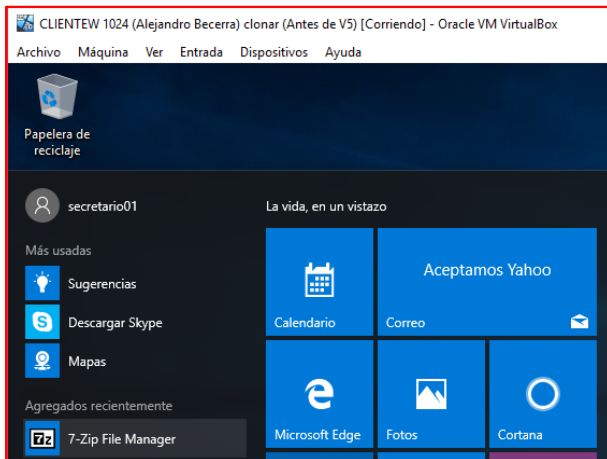 CLIENTEW 1024 (Alejandro Becerra) clonar (Antes de V5) [Corriendo] - Oracle VM VirtualBox
Archivo Máquina Ver Entrada Dispositivos Ayuda
Papelera de
reciclaje
secretario01
La vida, en un vistazo
Más usadas
Sugerencias
Aceptamos Yahoo
Descargar Skype
Calendario
Correo
Mapas
Agregados recientemente
7z
7-Zip File Manager
Microsoft Edge
Fotos
Cortana